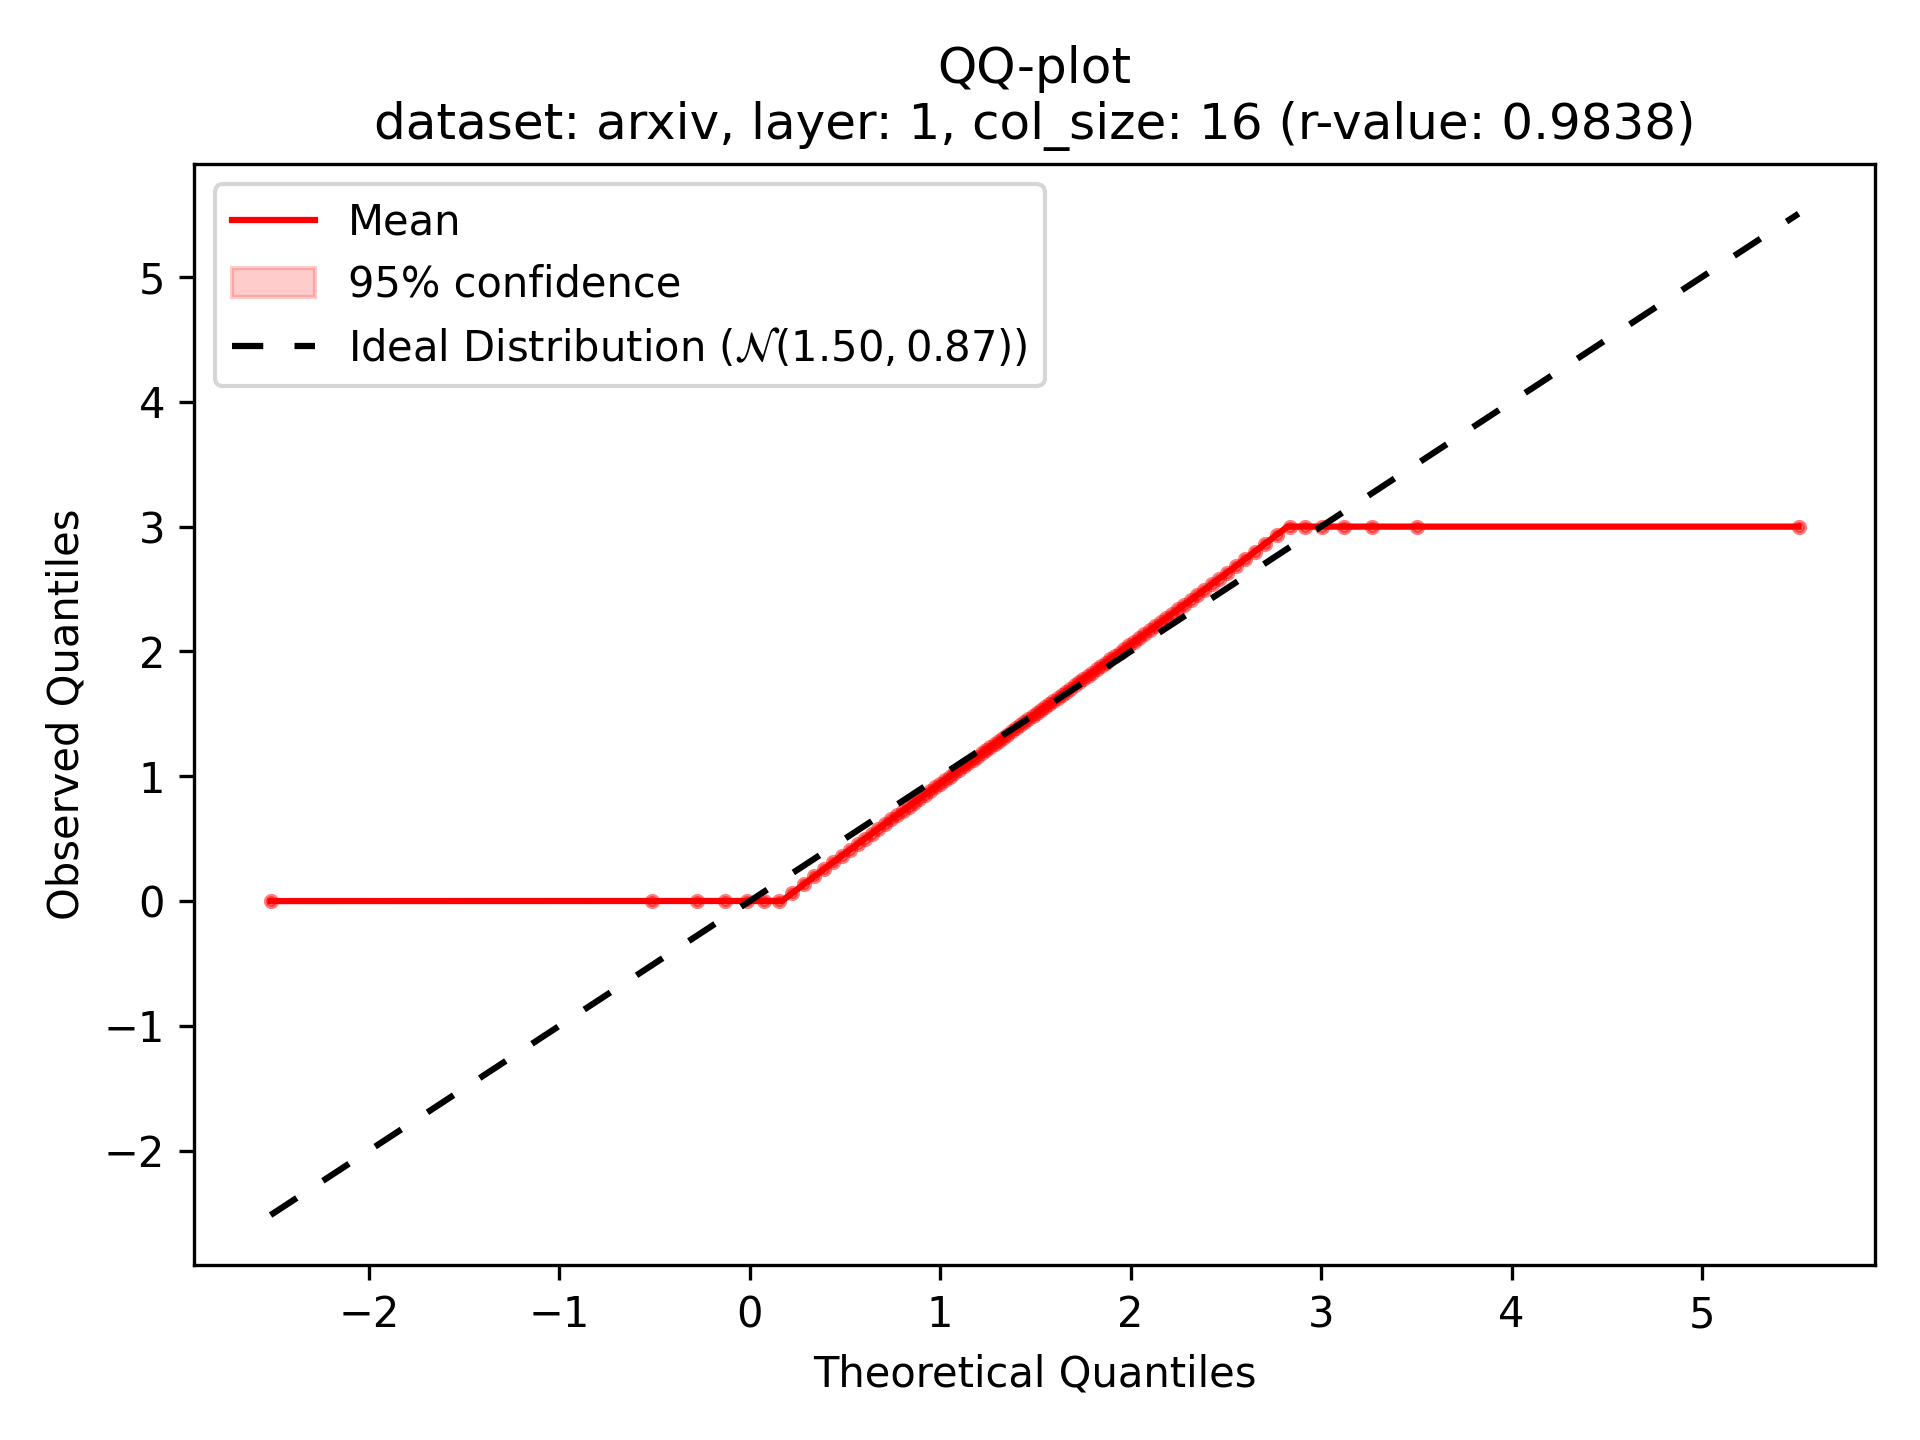 QQ-plot
dataset: arxiv, layer: 1, col_size: 16 (r-value: 0.9838)
Mean
95% confidence
Ideal Distribution (𝒩(1.50, 0.87))
5
4
3
2
1
0
−1
−2
Observed Quantiles
−2 −1 0 1 2 3 4 5
Theoretical Quantiles